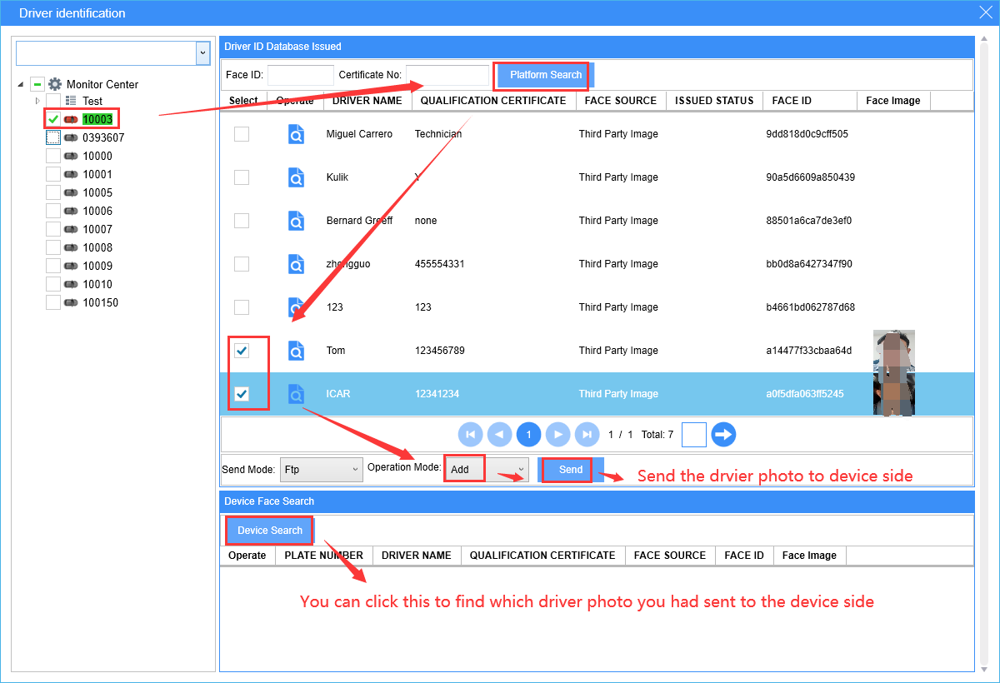 Driver identification
Monitor Center
Test
10003
0393607
10000
10001
10005
10006
10007
10008
10009
10010
100150
Driver ID Database Issued
Face ID: Certificate No: Platform Search
Select Operate DRIVER NAME QUALIFICATION CERTIFICATE FACE SOURCE ISSUED STATUS FACE ID Face Image
Miguel Carrero Technician Third Party Image 9dd818d0c9cff505
Kulik Y Third Party Image 90a5d6609a850439
Bernard Greeff none Third Party Image 88501a6ca7de3ef0
zhongguo 455554331 Third Party Image bb0d8a6427347f90
123 123 Third Party Image b4661bd062787d68
Tom 123456789 Third Party Image a14477f33cbaa64d
ICAR 12341234 Third Party Image a0f5dfa063ff5245
1 1 / 1 Total: 7
Send Mode: Ftp Operation Mode: Add Send Send the drvier photo to device side
Device Face Search
Device Search
Operate PLATE NUMBER DRIVER NAME QUALIFICATION CERTIFICATE FACE SOURCE FACE ID Face Image
You can click this to find which driver photo you had sent to the device side